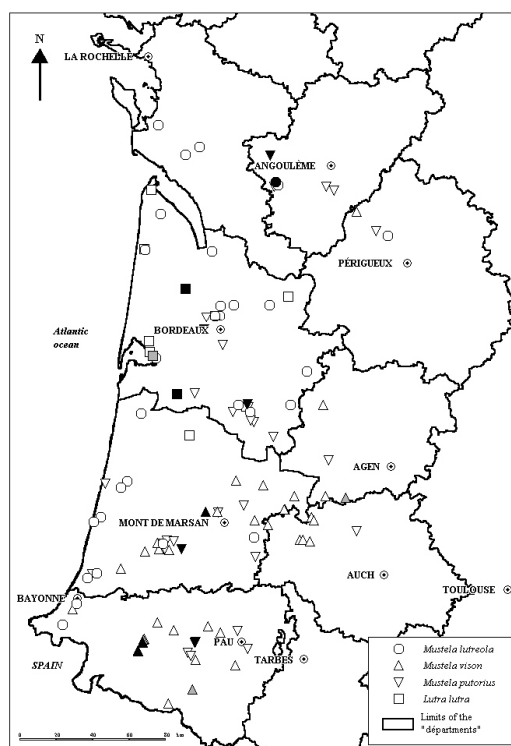 N
LA ROCHELLE
ANGOULÊME
PÉRIGUEUX
BORDEAUX
Atlantic
ocean
AGEN
MONT DE MARSAN
AUCH
BAYONNE
TOULOUSE
PAU
TARBES
SPAIN
Mustela lutreola
Mustela vison
Mustela putorius
Lutra lutra
Limits of the
"départments"
0 20 40 60 80